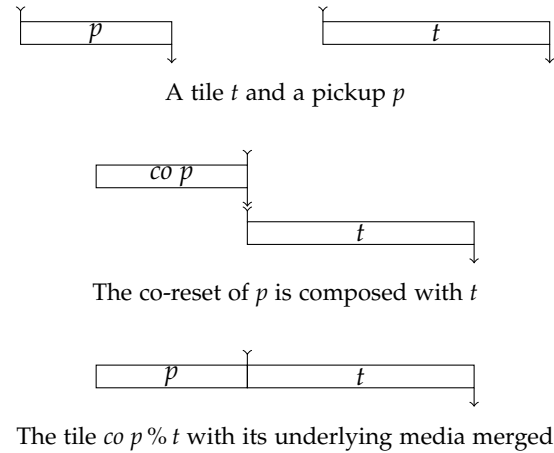 p t
A tile t and a pickup p
co p
t
The co-reset of p is composed with t
p t
The tile co p % t with its underlying media merged